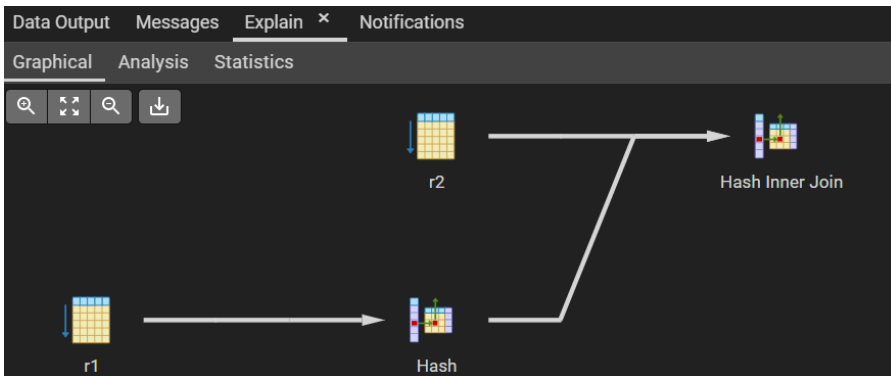 Data Output Messages Explain × Notifications
Graphical Analysis Statistics
r2 Hash Inner Join
r1 Hash